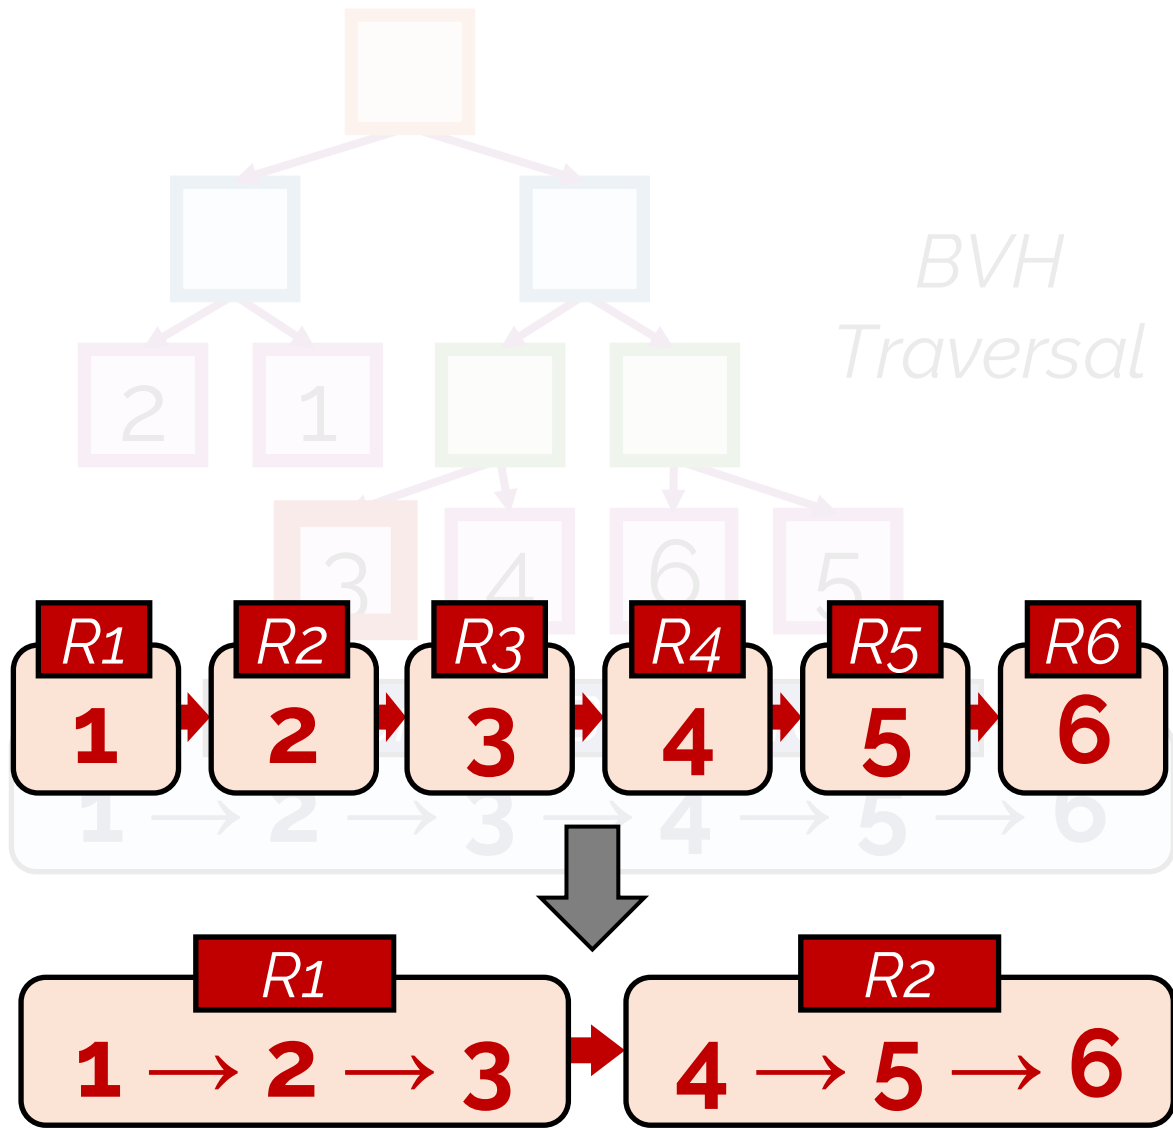 BVH
Traversal
2 1
3 4 6 5
R1 R2 R3 R4 R5 R6
1 2 3 4 5 6
1 → 2 → 3 → 4 → 5 → 6
R1 R2
1 → 2 → 3 4 → 5 → 6